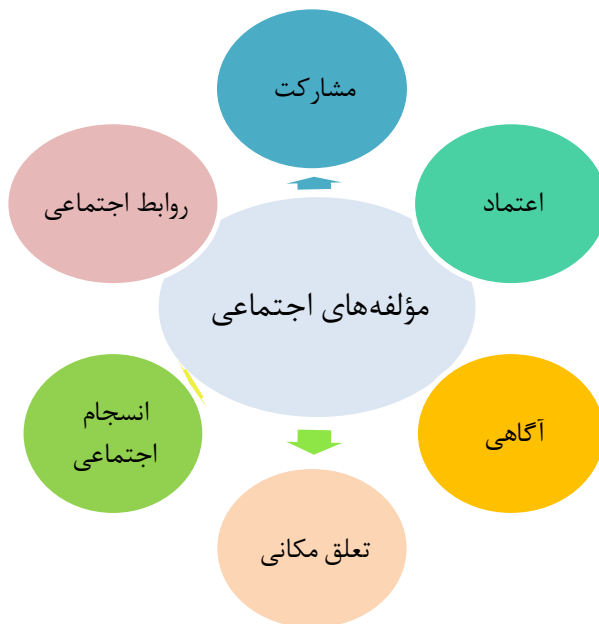 مشارکت
اعتماد
روابط اجتماعی
مؤلفه‌های اجتماعی
آگاهی
انسجام
اجتماعی
تعلق مکانی